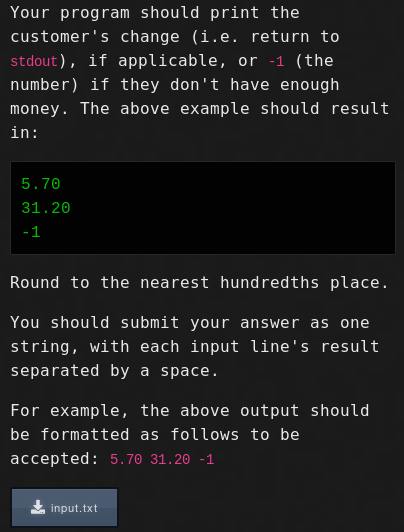 Your program should print the
customer's change (i.e. return to
stdout), if applicable, or -1 (the
number) if they don't have enough
money. The above example should result
in:
5.70
31.20
-1
Round to the nearest hundredths place.
You should submit your answer as one
string, with each input line's result
separated by a space.
For example, the above output should
be formatted as follows to be
accepted: 5.70 31.20 -1
input.txt